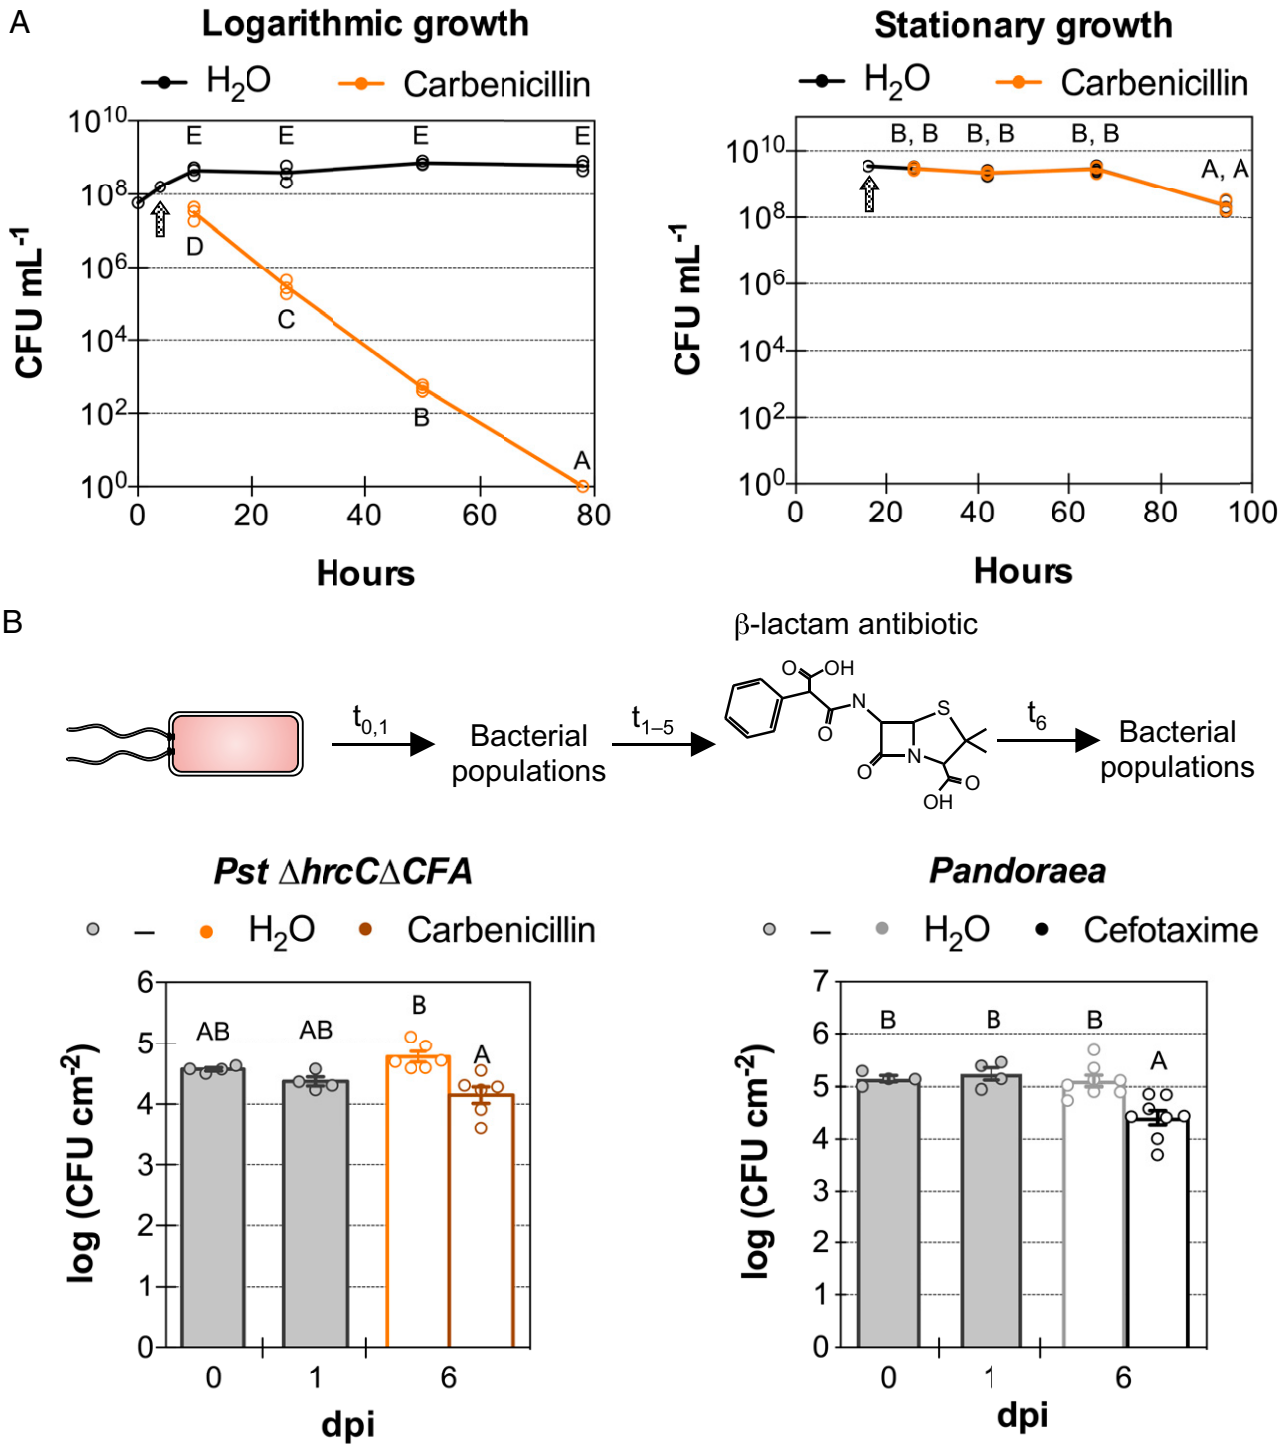 A
Logarithmic growth
H2O Carbenicillin
CFU mL-1
10^10
10^8
10^6
10^4
10^2
10^0
E E E E
D
C
B
A
0 20 40 60 80
Hours
Stationary growth
H2O Carbenicillin
CFU mL-1
10^10
10^8
10^6
10^4
10^2
10^0
B, B B, B B, B
A, A
0 20 40 60 80 100
Hours
B
β-lactam antibiotic
t0,1
Bacterial
populations
t1–5
O OH
N
O
S
N
O
O
OH
t6
Bacterial
populations
Pst ΔhrcCΔCFA
– H2O Carbenicillin
log (CFU cm-2)
6
5
4
3
2
1
0
AB AB B A
0 1 6
dpi
Pandoraea
– H2O Cefotaxime
log (CFU cm-2)
7
6
5
4
3
2
1
0
B B B A
0 1 6
dpi